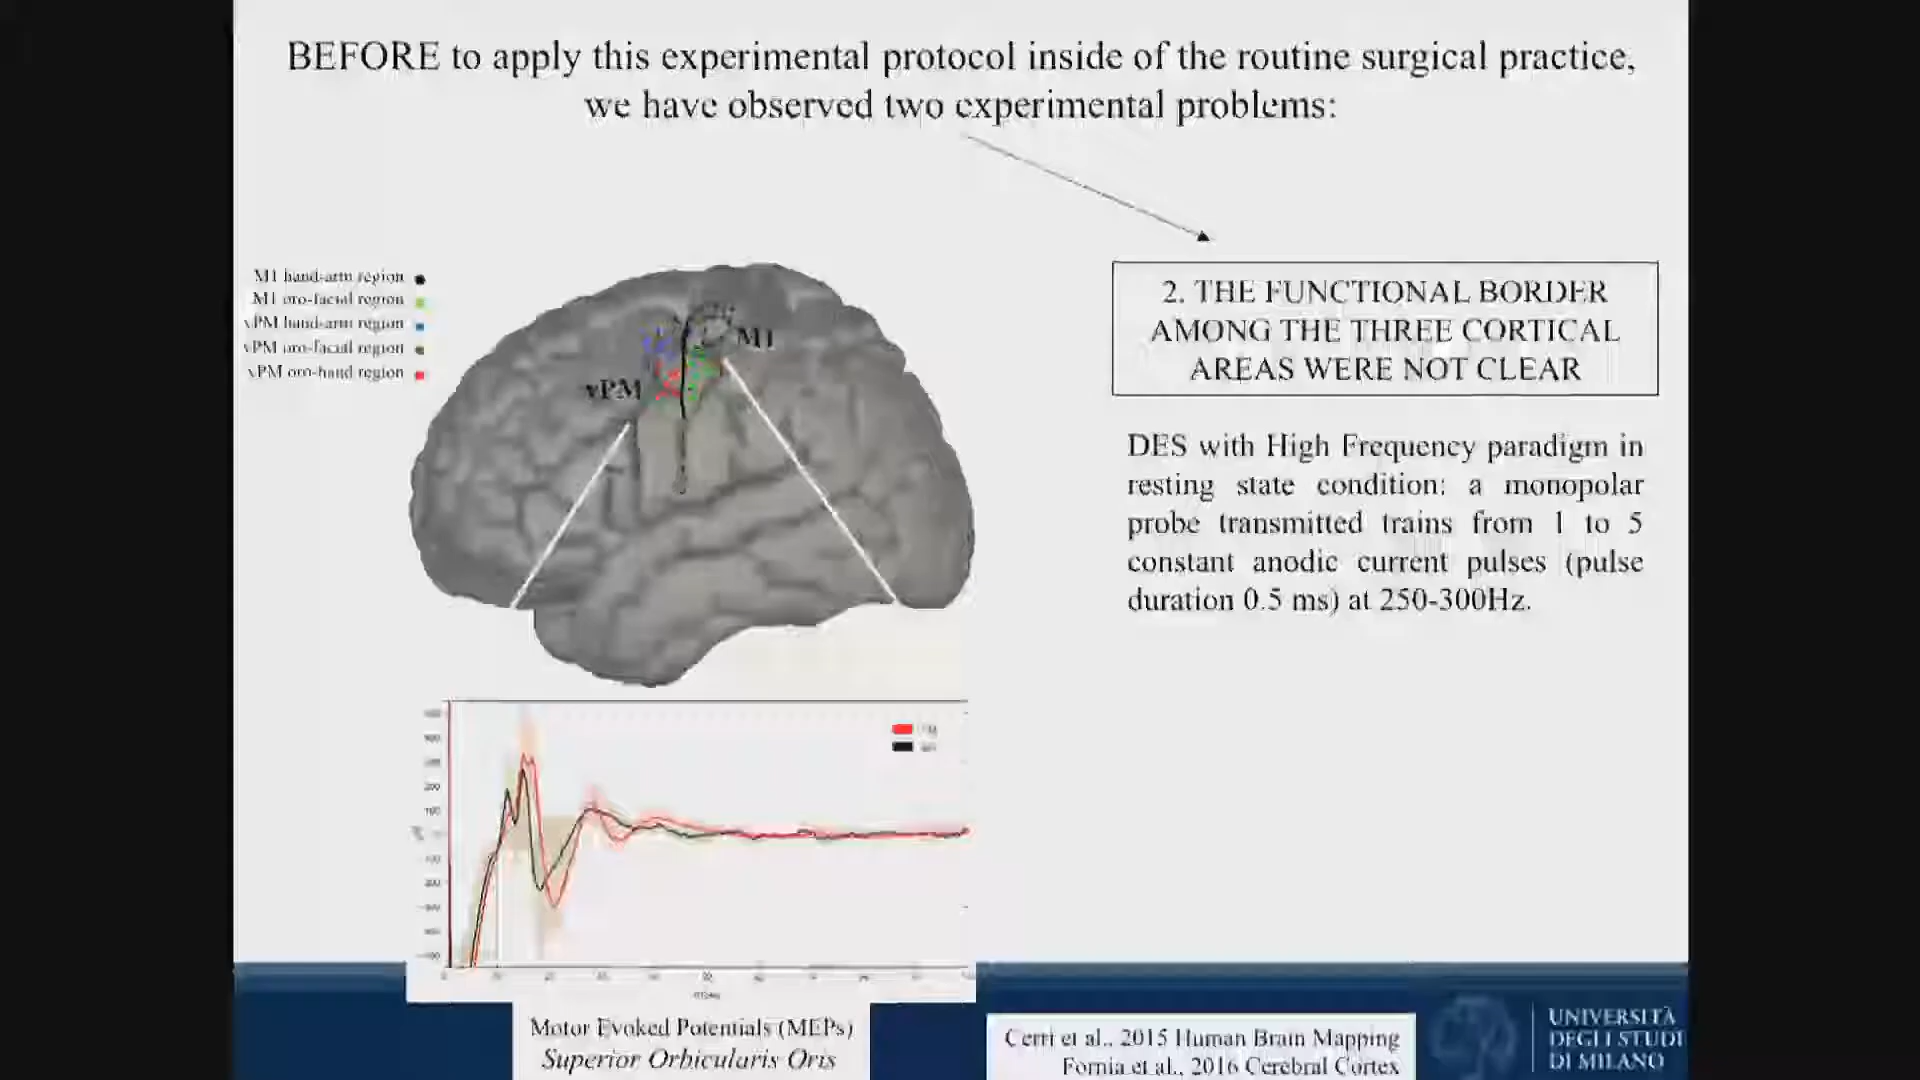 BEFORE to apply this experimental protocol inside of the routine surgical practice,
we have observed two experimental problems:
M1 hand-arm region
M1 oro-facial region
vPM hand-arm region
vPM oro-facial region
vPM oro-hand region
M1
vPM
2. THE FUNCTIONAL BORDER
AMONG THE THREE CORTICAL
AREAS WERE NOT CLEAR
DES with High Frequency paradigm in
resting state condition: a monopolar
probe transmitted trains from 1 to 5
constant anodic current pulses (pulse
duration 0.5 ms) at 250-300Hz.
Motor Evoked Potentials (MEPs)
Superior Orbicularis Oris
Cerri et al., 2015 Human Brain Mapping
Fornia et al., 2016 Cerebral Cortex
UNIVERSITÀ
DEGLI STUDI
DI MILANO